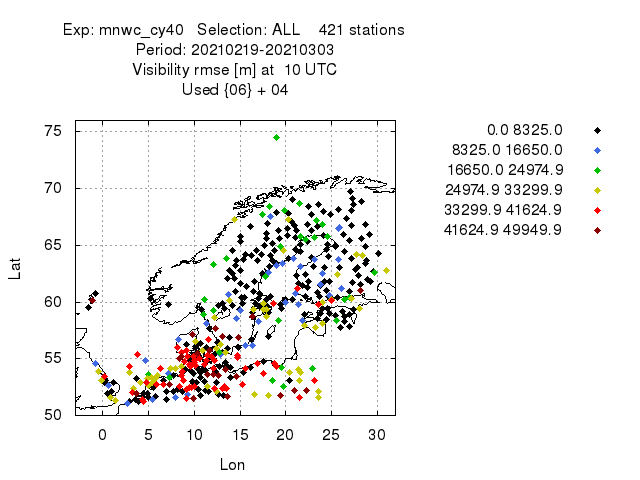 Exp: mnwc_cy40 Selection: ALL 421 stations
Period: 20210219-20210303
Visibility rmse [m] at 10 UTC
Used {06} + 04
0.0 8325.0
8325.0 16650.0
16650.0 24974.9
24974.9 33299.9
33299.9 41624.9
41624.9 49949.9
75
70
65
60
55
50
Lat
0 5 10 15 20 25 30
Lon